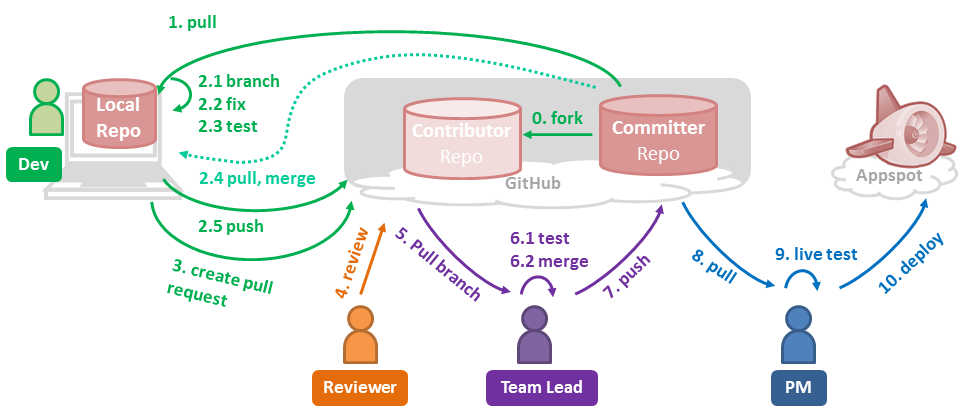 1. pull
2.1 branch
2.2 fix
2.3 test
Local
Repo
Dev
2.4 pull, merge
2.5 push
3. create pull
request
0. fork
Contributor
Repo
Committer
Repo
GitHub
Appspot
4. review
5. Pull branch
6.1 test
6.2 merge
7. push
8. pull
9. live test
10. deploy
Reviewer
Team Lead
PM